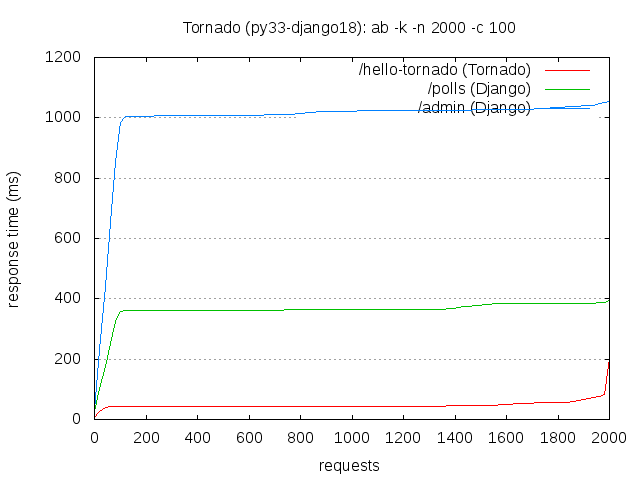 Tornado (py33-django18): ab -k -n 2000 -c 100
1200
1000
800
600
400
200
0
response time (ms)
/hello-tornado (Tornado)
/polls (Django)
/admin (Django)
0 200 400 600 800 1000 1200 1400 1600 1800 2000
requests